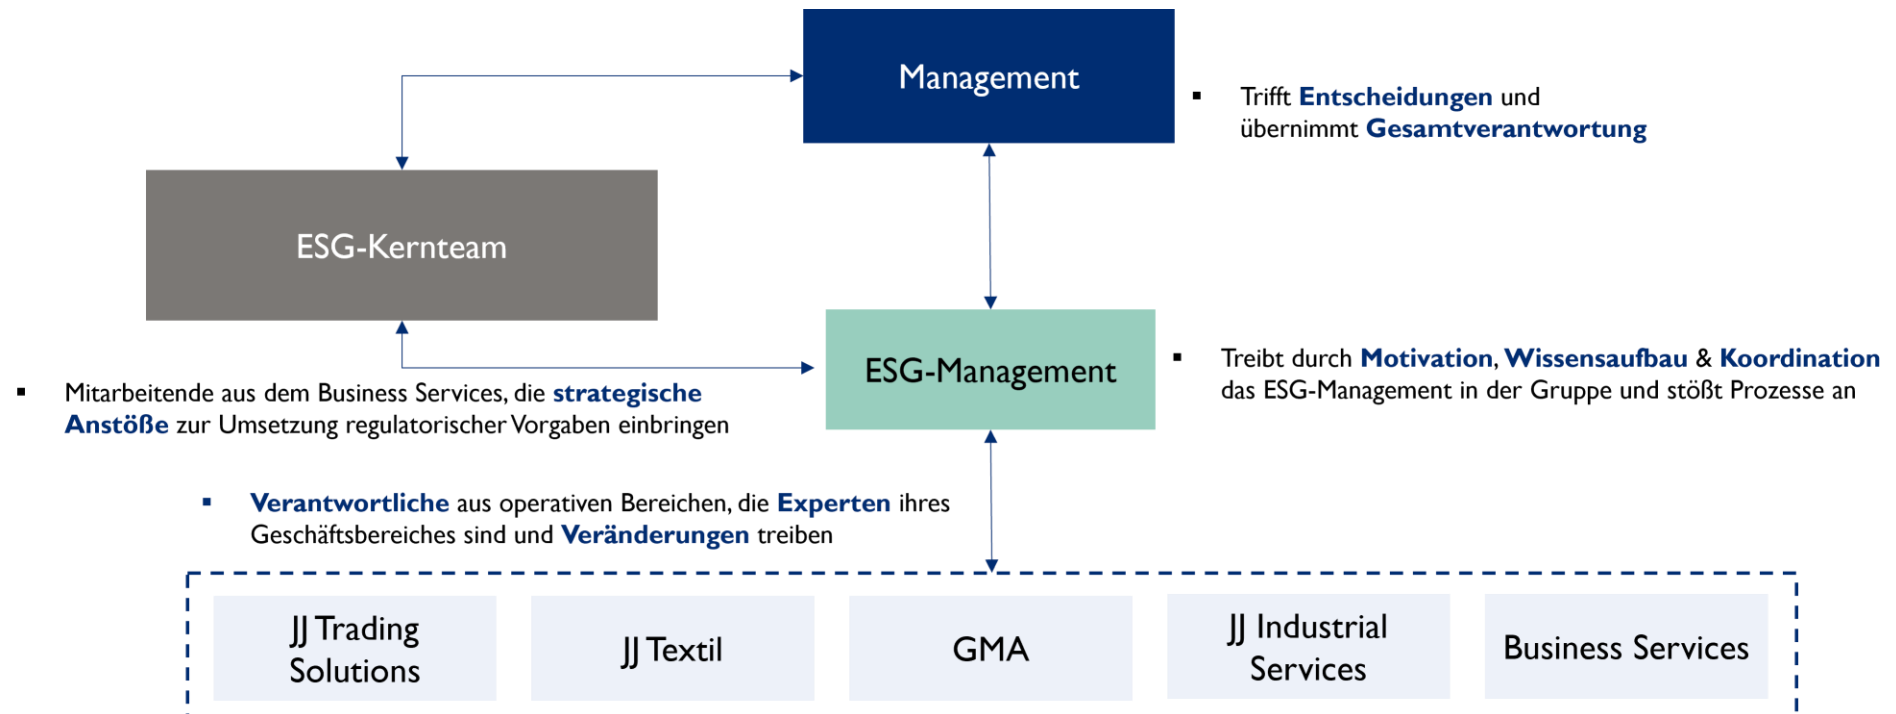 Management
▪ Trifft Entscheidungen und
übernimmt Gesamtverantwortung
ESG-Kernteam
ESG-Management
▪ Treibt durch Motivation, Wissensaufbau & Koordination
das ESG-Management in der Gruppe und stößt Prozesse an
▪ Mitarbeitende aus dem Business Services, die strategische
Anstöße zur Umsetzung regulatorischer Vorgaben einbringen
▪ Verantwortliche aus operativen Bereichen, die Experten ihres
Geschäftsbereiches sind und Veränderungen treiben
JJ Trading
Solutions
JJ Textil
GMA
JJ Industrial
Services
Business Services